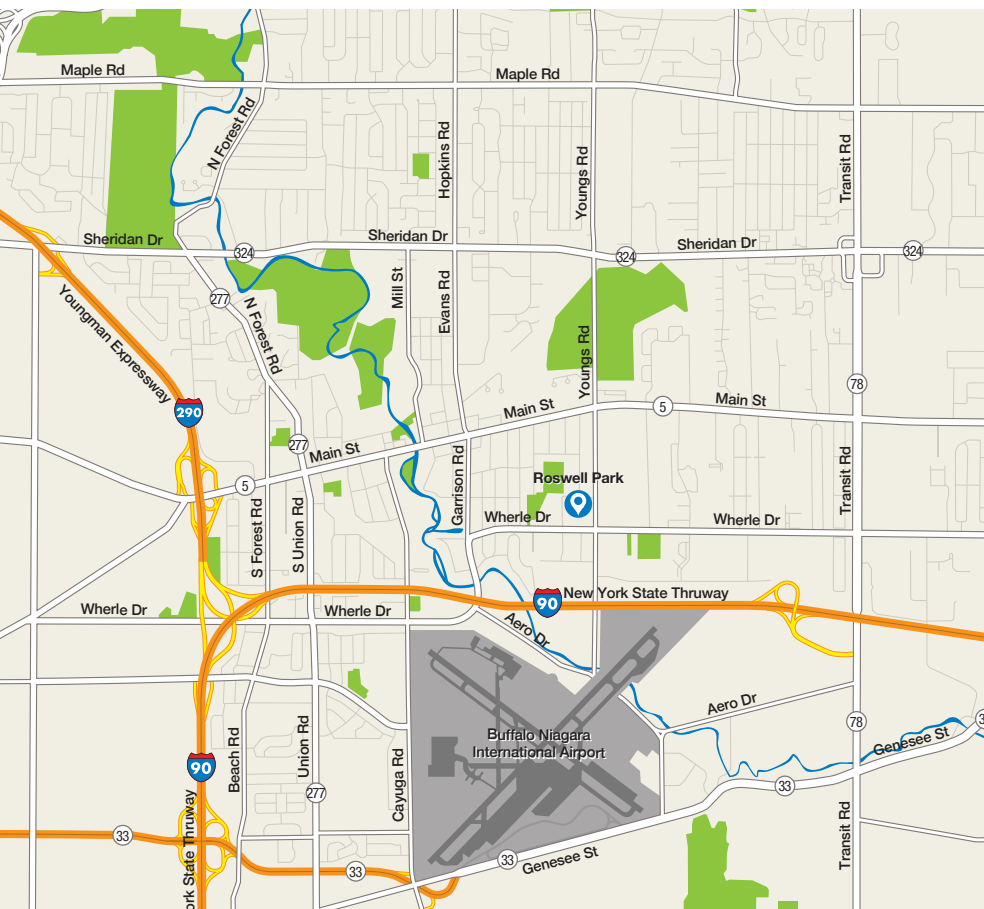 Maple Rd
Maple Rd
N Forest Rd
Hopkins Rd
Youngs Rd
Transit Rd
Sheridan Dr
324
Sheridan Dr
324
Sheridan Dr
324
277
Youngman Expressway
N Forest Rd
Mill St
Evans Rd
Youngs Rd
78
290
277
Main St
Main St
5
Main St
5
Roswell Park
Garrison Rd
Transit Rd
S Forest Rd
S Union Rd
Wherle Dr
Wherle Dr
90
New York State Thruway
Wherle Dr
Wherle Dr
Aero Dr
Aero Dr
78
Genesee St
Buffalo Niagara
International Airport
Beach Rd
Union Rd
Cayuga Rd
90
277
33
33
33
33
Genesee St
Transit Rd
ork State Thruway